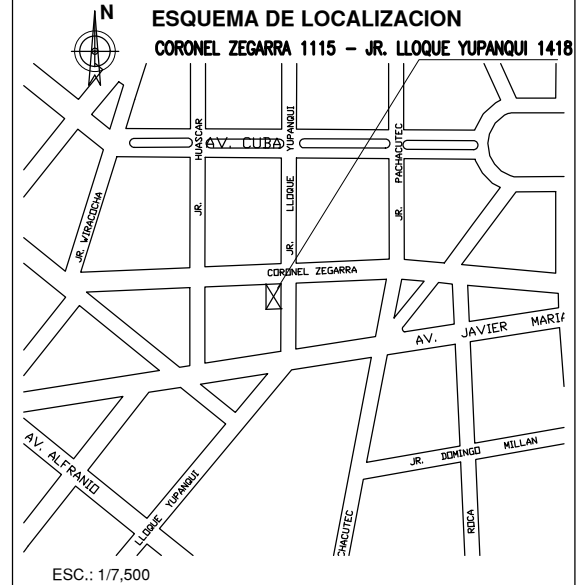 N
ESQUEMA DE LOCALIZACION
CORONEL ZEGARRA 1115 – JR. LLOQUE YUPANQUI 1418
JR. HUASCAR
AV. CUBA
JR. LLOQUE YUPANQUI
JR. PACHACUTEC
JR. WIRACOCHA
CORONEL ZEGARRA
AV. JAVIER MARIA
AV. ALFRANIO
LLOQUE YUPANQUI
JR. DOMINGO MILLAN
HACUTEC
ROCA
ESC.: 1/7,500